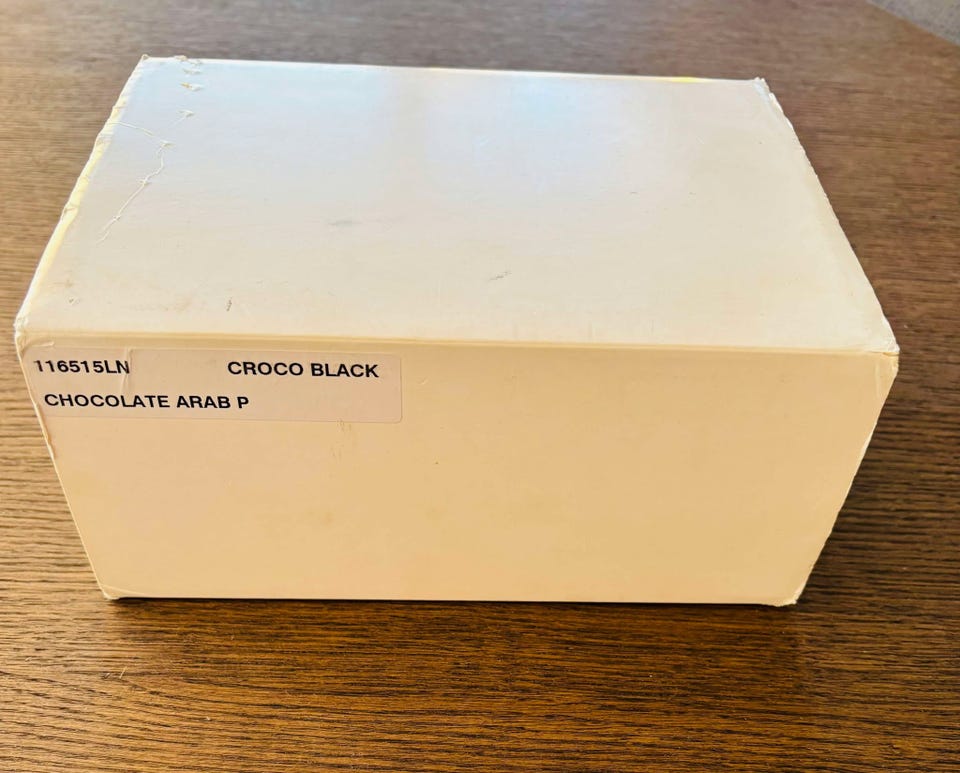 116515LN CROCO BLACK
CHOCOLATE ARAB P